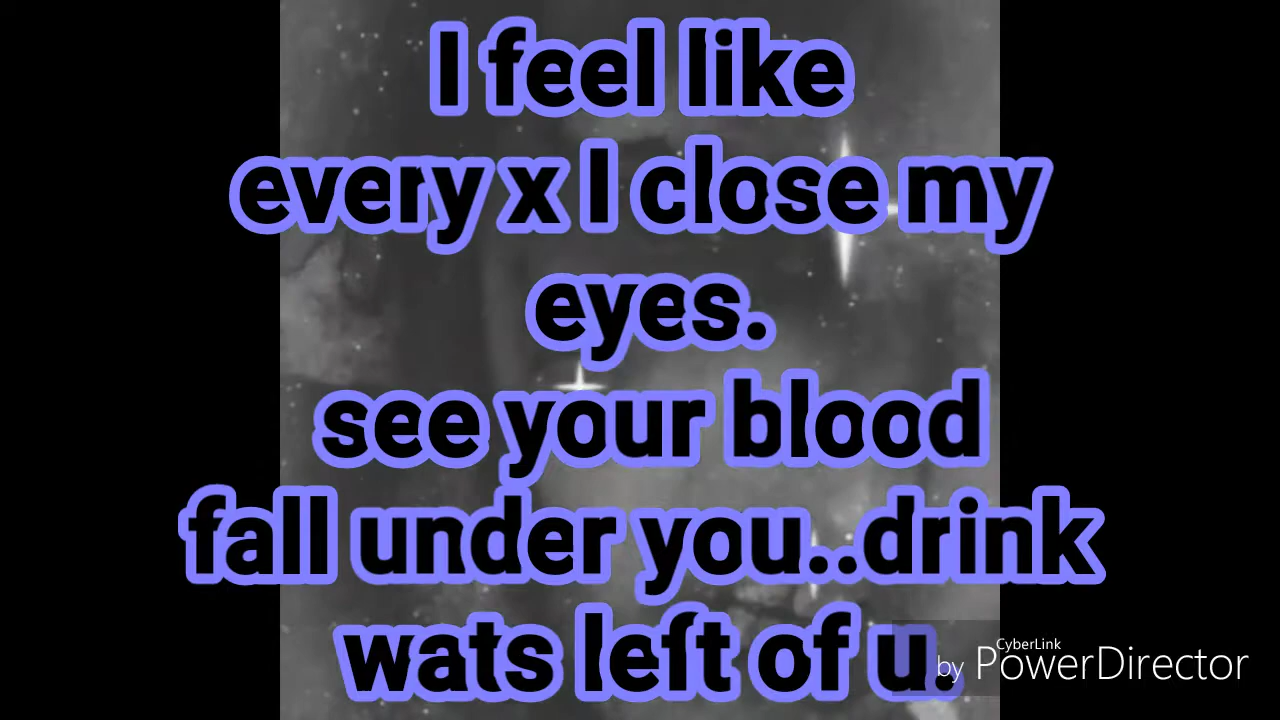 I feel like
every x I close my
eyes.
see your blood
fall under you..drink
wats left of u.
CyberLink
by PowerDirector